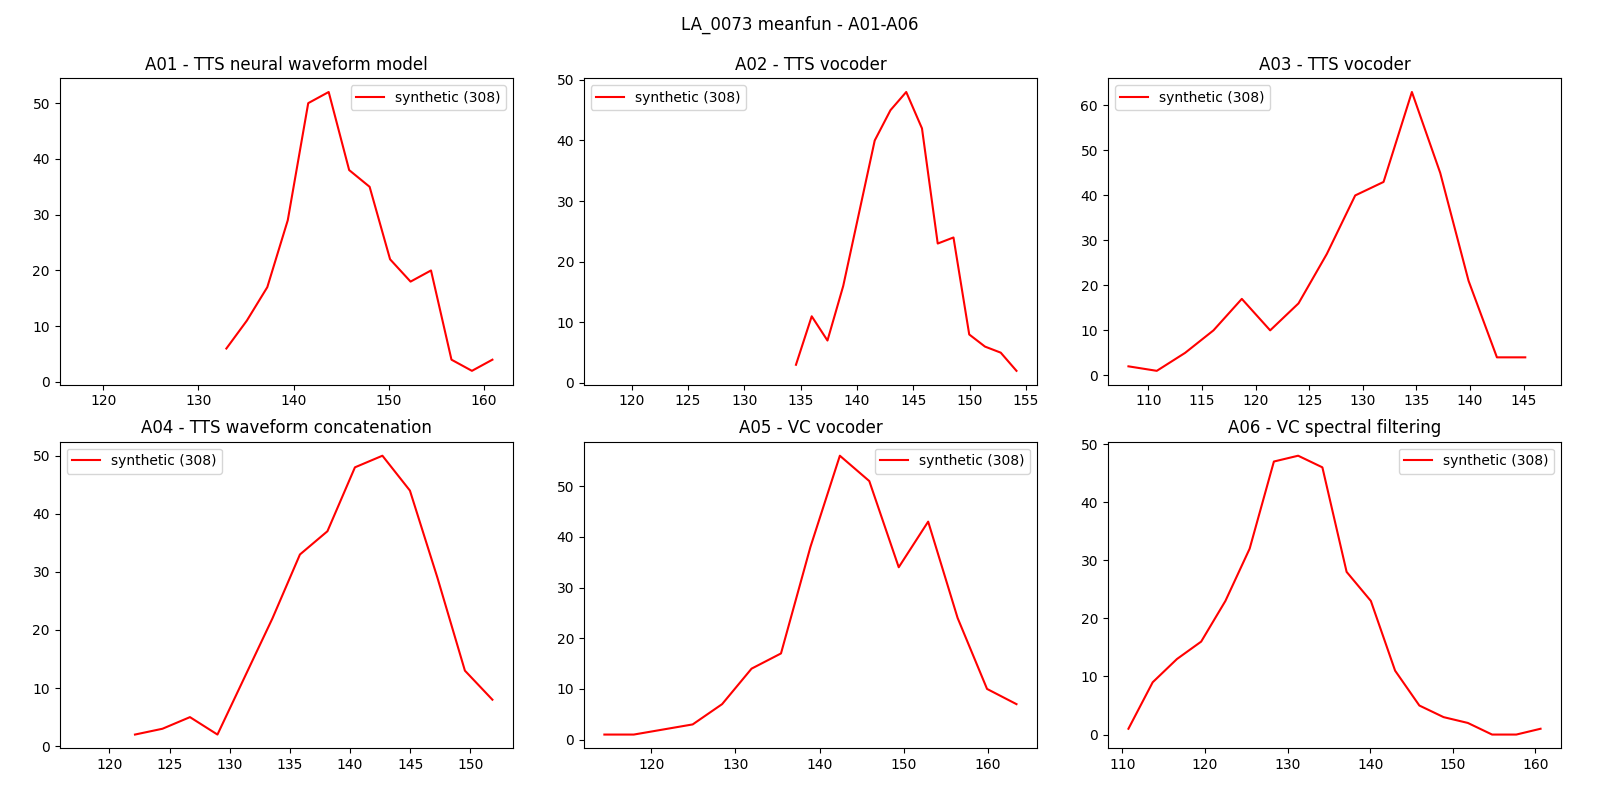 LA_0073 meanfun - A01-A06
A01 - TTS neural waveform model
synthetic (308)
50
40
30
20
10
0
120 130 140 150 160
A02 - TTS vocoder
synthetic (308)
50
40
30
20
10
0
120 125 130 135 140 145 150 155
A03 - TTS vocoder
synthetic (308)
60
50
40
30
20
10
0
110 115 120 125 130 135 140 145
A04 - TTS waveform concatenation
synthetic (308)
50
40
30
20
10
0
120 125 130 135 140 145 150
A05 - VC vocoder
synthetic (308)
50
40
30
20
10
0
120 130 140 150 160
A06 - VC spectral filtering
synthetic (308)
50
40
30
20
10
0
110 120 130 140 150 160